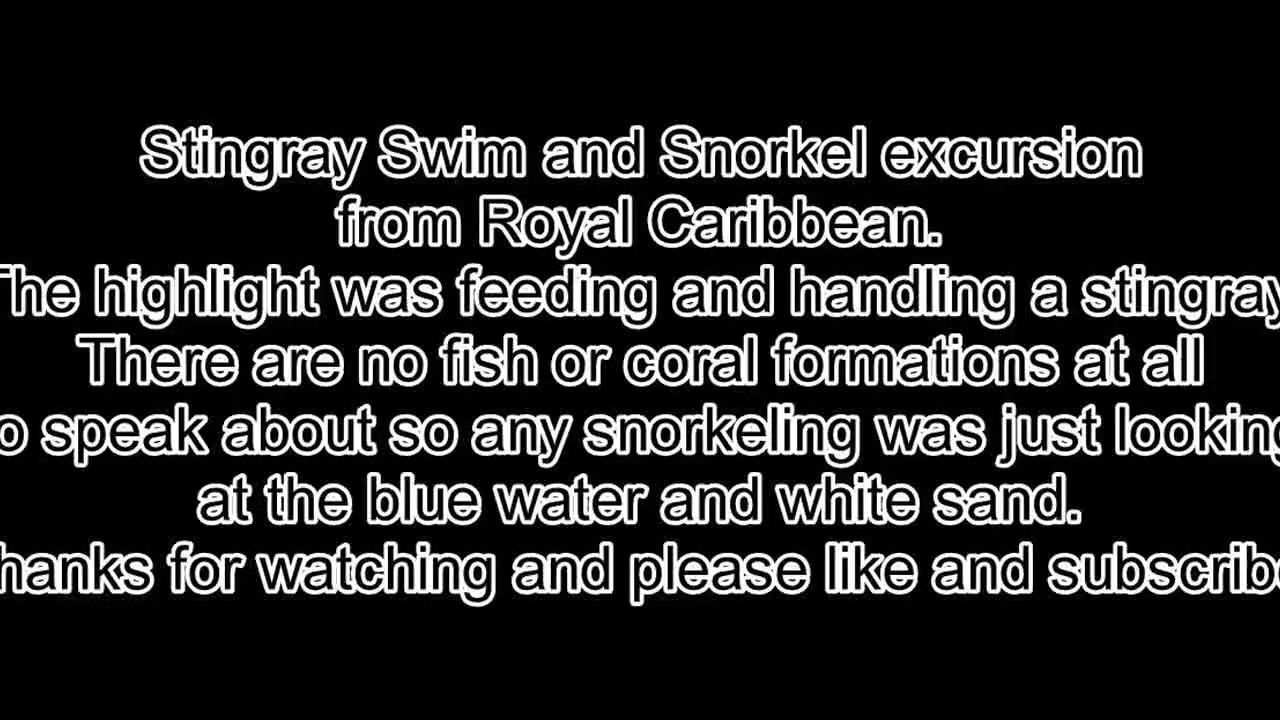 Stingray Swim and Snorkel excursion
from Royal Caribbean.
The highlight was feeding and handling a stingray
There are no fish or coral formations at all
o speak about so any snorkeling was just looking
at the blue water and white sand.
hanks for watching and please like and subscribe